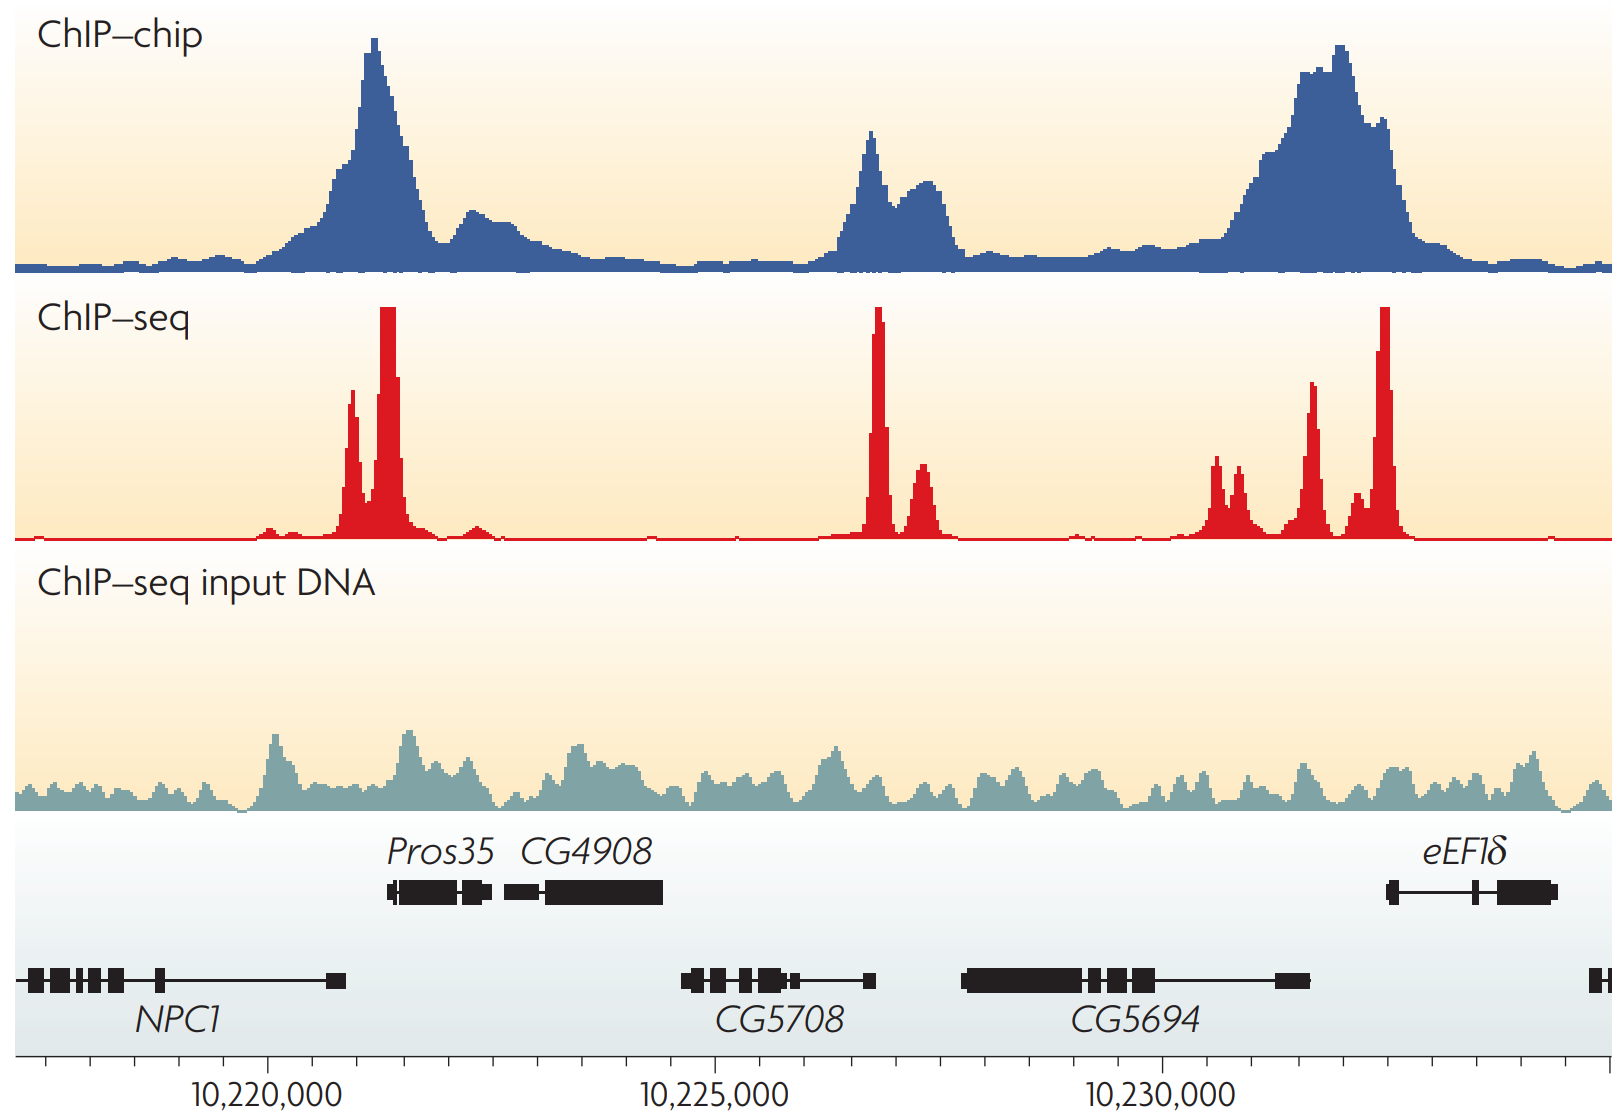 ChIP–chip
ChIP–seq
ChIP–seq input DNA
Pros35 CG4908 eEF1δ
NPC1 CG5708 CG5694
10,220,000 10,225,000 10,230,000